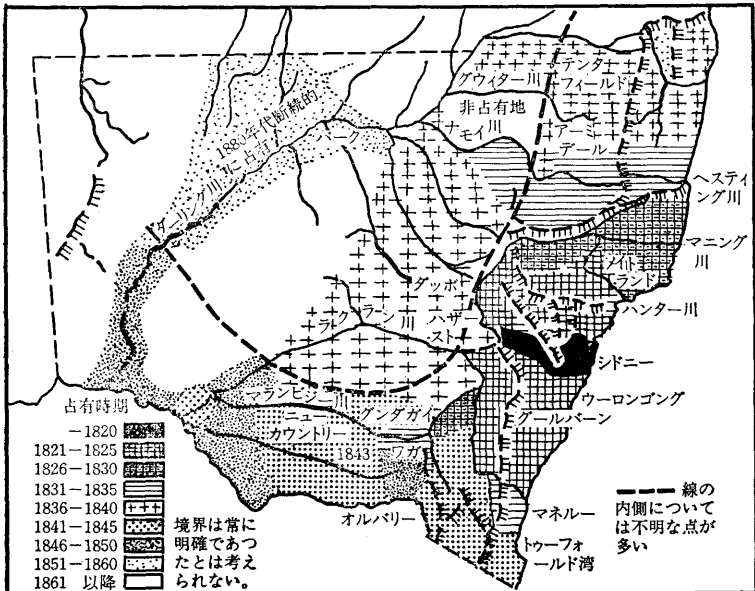 テンタ
フィールド
グウィター川
非占有地
川
モイ
ナ
アーミ
デール
1880年代断続的
に占有
バーク
ダーリング川
ヘスティ
ング川
マニング
川
メイト
ランド
ハンター川
ダッボ
ラクラーン川
バザー
スト
シドニー
ウーロンゴング
グールバーン
マランビジー川
ニュー
カウントリー
グンダガイ
1843
ワガ
オルバリー
マネルー
トゥーフォ
ールド湾
占有時期
-1820
1821-1825
1826-1830
1831-1835
1836-1840
1841-1845
1846-1850
1851-1860
1861 以降
境界は常に
明確であつ
たとは考え
られない。
線の
内側について
は不明な点が
多い